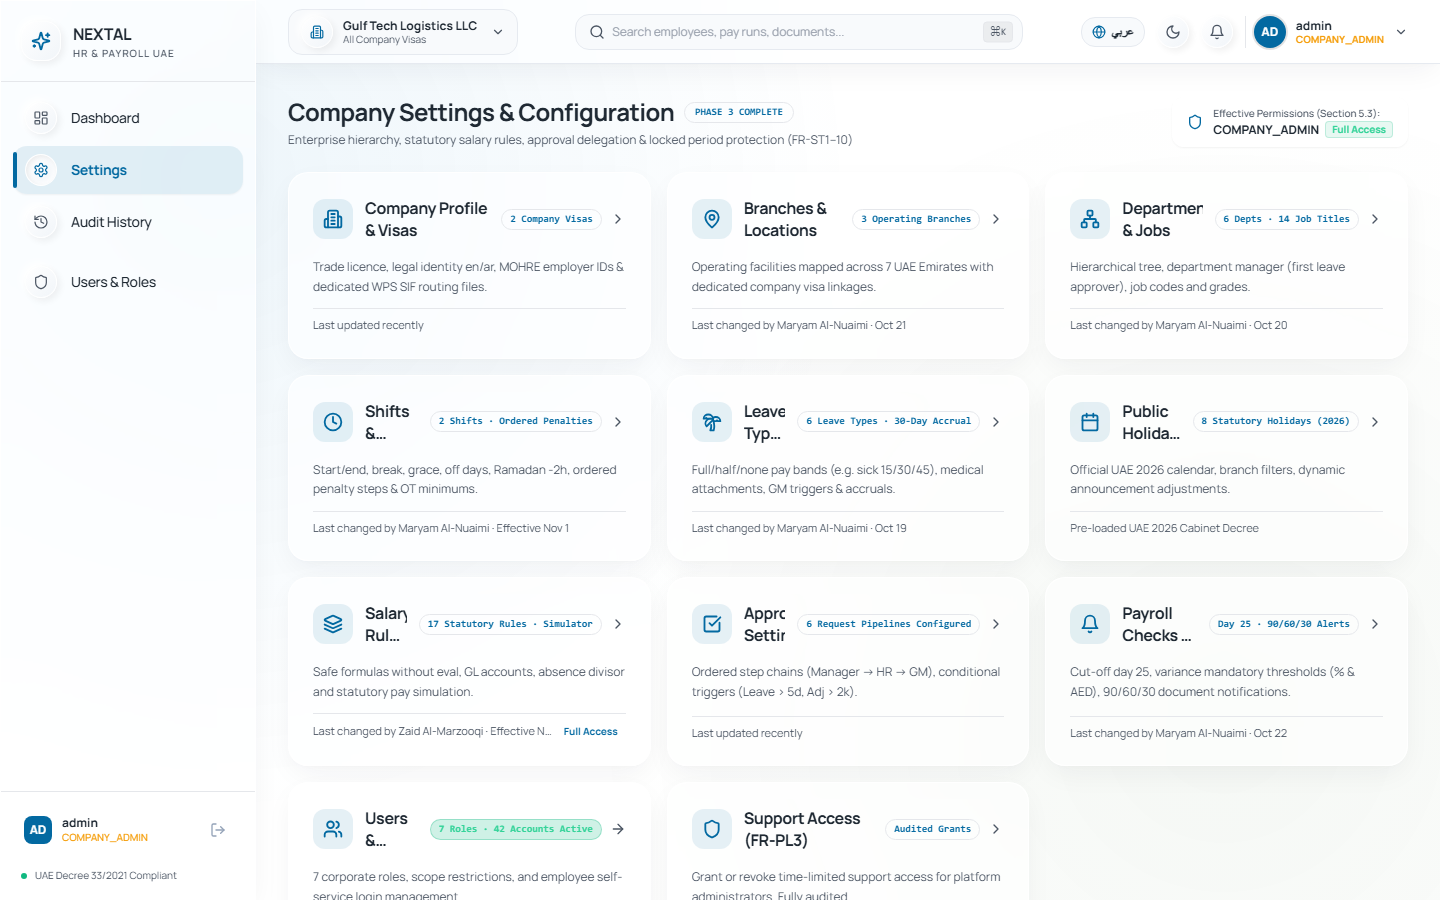 NEXTAL
HR & PAYROLL UAE
Dashboard
Settings
Audit History
Users & Roles
admin
COMPANY_ADMIN
AD
UAE Decree 33/2021 Compliant
Gulf Tech Logistics LLC
All Company Visas
Search employees, pay runs, documents...
⌘K
عربي
AD
admin
COMPANY_ADMIN
Company Settings & Configuration
PHASE 3 COMPLETE
Enterprise hierarchy, statutory salary rules, approval delegation & locked period protection (FR-ST1–10)
Effective Permissions (Section 5.3):
COMPANY_ADMIN
Full Access
Company Profile
& Visas
2 Company Visas
Trade licence, legal identity en/ar, MOHRE employer IDs &
dedicated WPS SIF routing files.
Last updated recently
Branches &
Locations
3 Operating Branches
Operating facilities mapped across 7 UAE Emirates with
dedicated company visa linkages.
Last changed by Maryam Al-Nuaimi · Oct 21
Departmen
& Jobs
6 Depts · 14 Job Titles
Hierarchical tree, department manager (first leave
approver), job codes and grades.
Last changed by Maryam Al-Nuaimi · Oct 20
Shifts
&...
2 Shifts · Ordered Penalties
Start/end, break, grace, off days, Ramadan -2h, ordered
penalty steps & OT minimums.
Last changed by Maryam Al-Nuaimi · Effective Nov 1
Leave
Typ...
6 Leave Types · 30-Day Accrual
Full/half/none pay bands (e.g. sick 15/30/45), medical
attachments, GM triggers & accruals.
Last changed by Maryam Al-Nuaimi · Oct 19
Public
Holida...
8 Statutory Holidays (2026)
Official UAE 2026 calendar, branch filters, dynamic
announcement adjustments.
Pre-loaded UAE 2026 Cabinet Decree
Salary
Rul...
17 Statutory Rules · Simulator
Safe formulas without eval, GL accounts, absence divisor
and statutory pay simulation.
Last changed by Zaid Al-Marzooqi · Effective N...
Full Access
Appro
Settin
6 Request Pipelines Configured
Ordered step chains (Manager → HR → GM), conditional
triggers (Leave > 5d, Adj > 2k).
Last updated recently
Payroll
Checks ...
Day 25 · 90/60/30 Alerts
Cut-off day 25, variance mandatory thresholds (% &
AED), 90/60/30 document notifications.
Last changed by Maryam Al-Nuaimi · Oct 22
Users
&...
7 Roles · 42 Accounts Active
7 corporate roles, scope restrictions, and employee self-
service login management.
Support Access
(FR-PL3)
Audited Grants
Grant or revoke time-limited support access for platform
administrators. Fully audited.